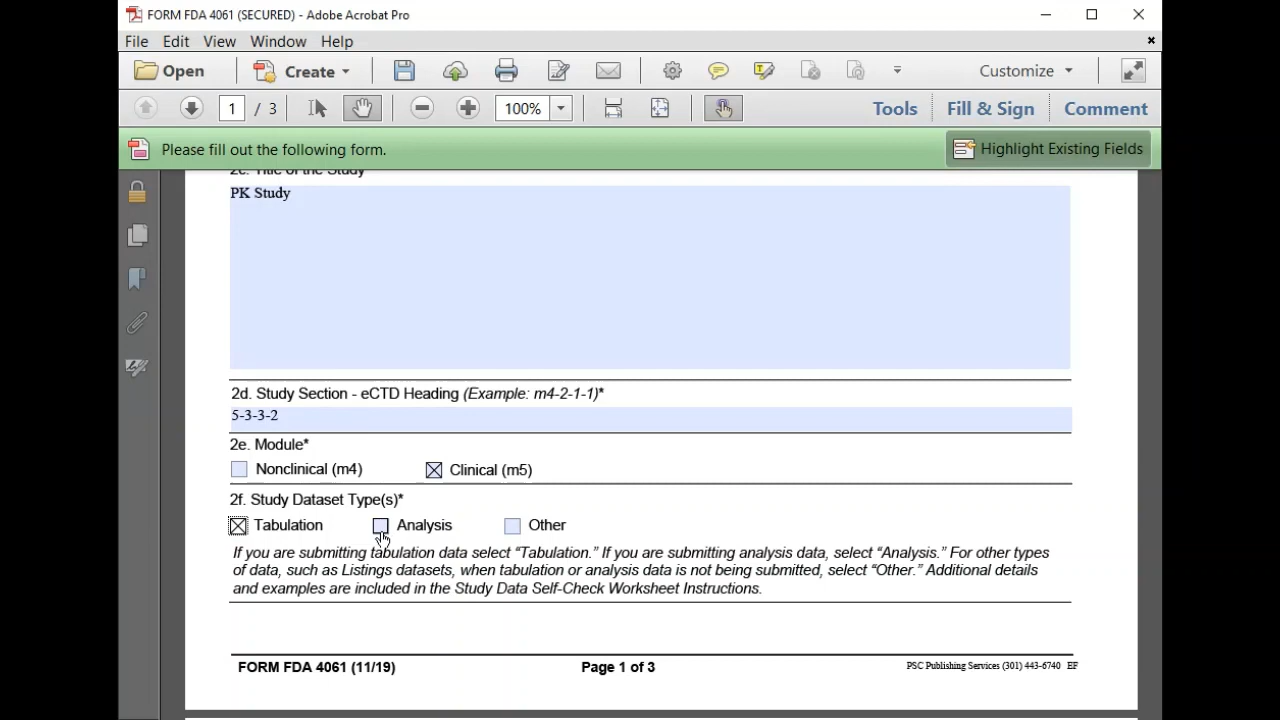 FORM FDA 4061 (SECURED) - Adobe Acrobat Pro
File Edit View Window Help
Open Create Customize
1 / 3 100% Tools Fill & Sign Comment
Please fill out the following form. Highlight Existing Fields
2c. Title of the Study
PK Study
2d. Study Section - eCTD Heading (Example: m4-2-1-1)*
5-3-3-2
2e. Module*
Nonclinical (m4) Clinical (m5)
2f. Study Dataset Type(s)*
Tabulation Analysis Other
If you are submitting tabulation data select “Tabulation.” If you are submitting analysis data, select “Analysis.” For other types
of data, such as Listings datasets, when tabulation or analysis data is not being submitted, select “Other.” Additional details
and examples are included in the Study Data Self-Check Worksheet Instructions.
FORM FDA 4061 (11/19) Page 1 of 3 PSC Publishing Services (301) 443-6740 EF